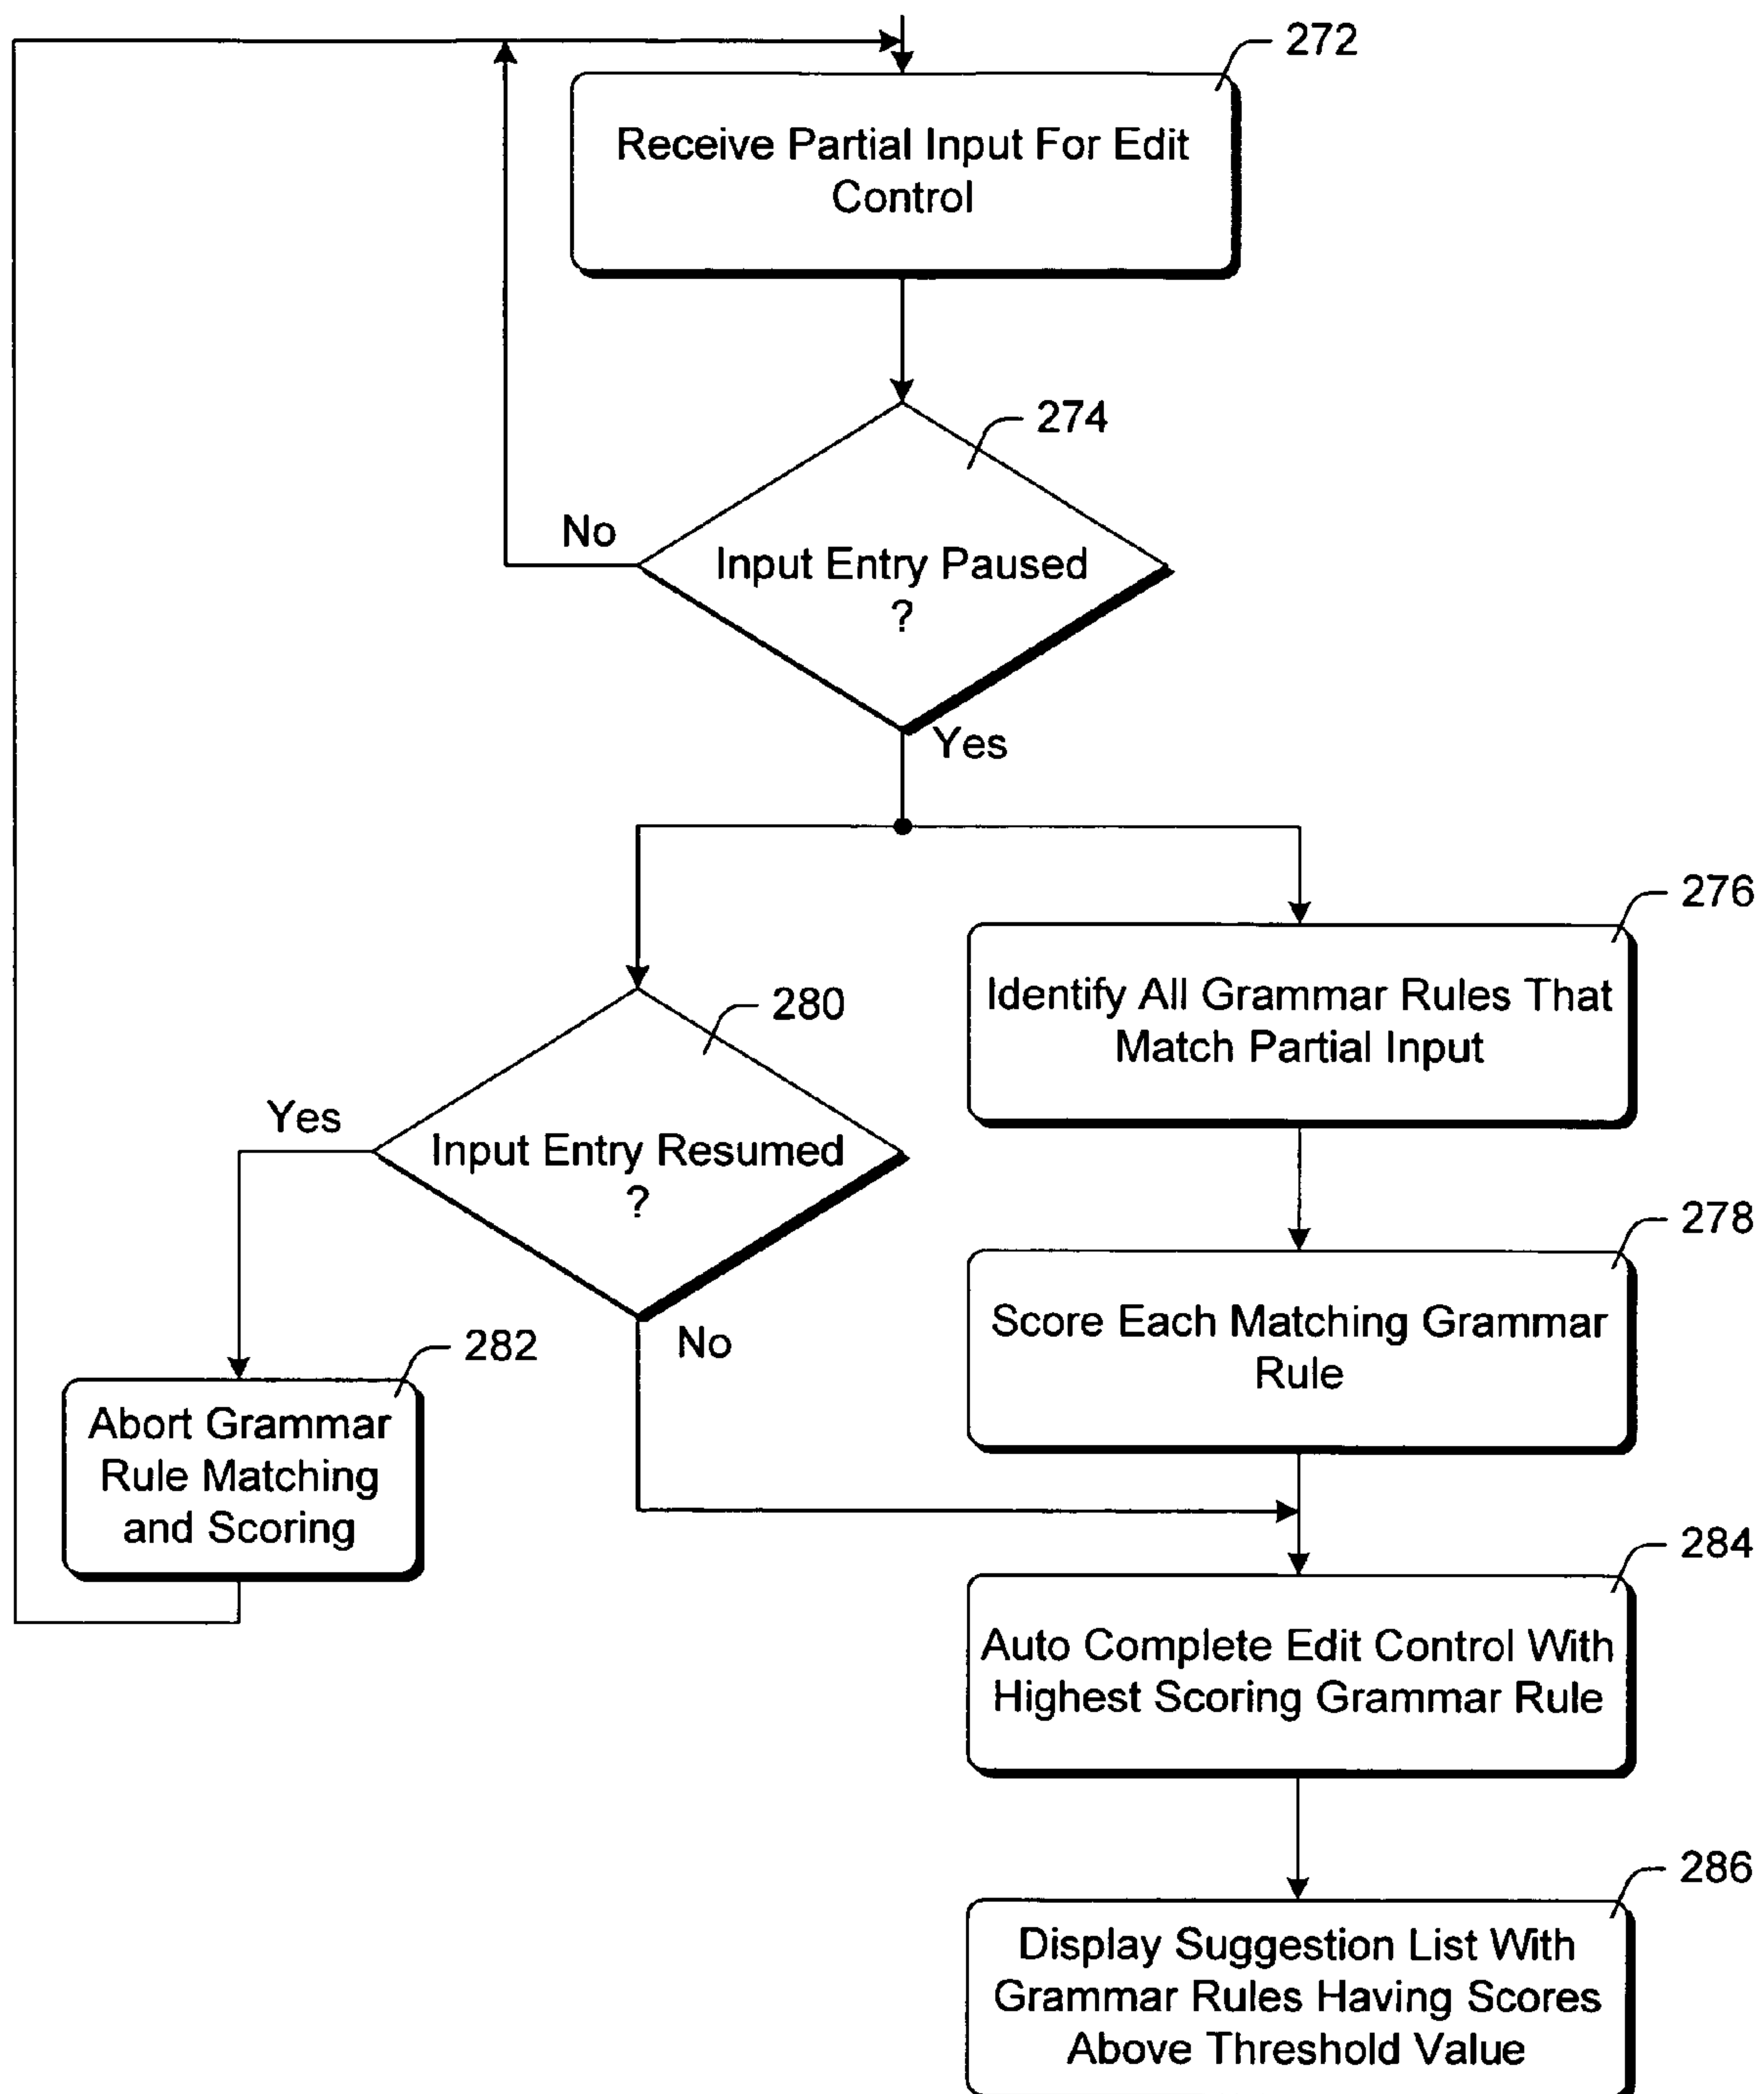 272
Receive Partial Input For Edit
Control
274
No
Input Entry Paused
?
Yes
276
Identify All Grammar Rules That
Match Partial Input
280
Yes
Input Entry Resumed
?
No
278
Score Each Matching Grammar
Rule
282
Abort Grammar
Rule Matching
and Scoring
284
Auto Complete Edit Control With
Highest Scoring Grammar Rule
286
Display Suggestion List With
Grammar Rules Having Scores
Above Threshold Value